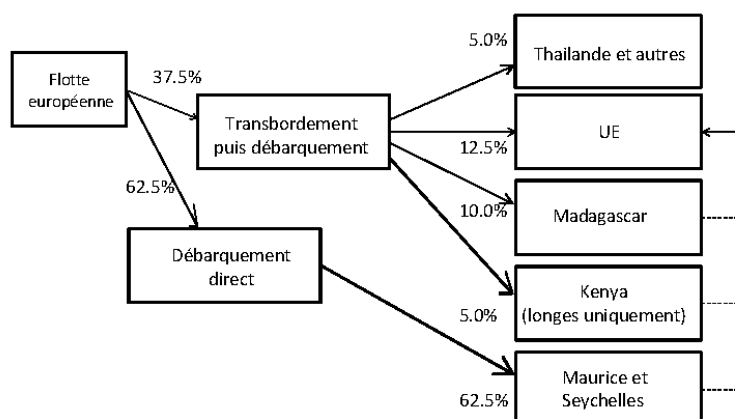 Flotte
européenne
37.5%
62.5%
Transbordement
puis débarquement
Débarquement
direct
5.0%
Thailande et autres
12.5%
UE
10.0%
Madagascar
5.0%
Kenya
(longes uniquement)
62.5%
Maurice et
Seychelles